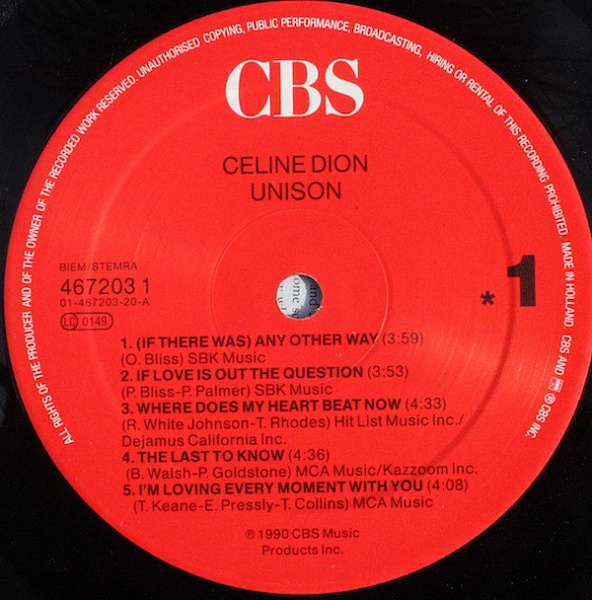 ALL RIGHTS OF THE PRODUCER AND OF THE OWNER OF THE RECORDED WORK RESERVED. UNAUTHORISED COPYING, PUBLIC PERFORMANCE, BROADCASTING, HIRING OR RENTAL OF THIS RECORDING PROHIBITED. MADE IN HOLLAND. CBS AND ℗ CBS INC.
CBS
CELINE DION
UNISON
BIEM/STEMRA
467203 1
01-467203-20-A
LC 0149
* 1
1. (IF THERE WAS) ANY OTHER WAY (3:59)
(O. Bliss) SBK Music
2. IF LOVE IS OUT THE QUESTION (3:53)
(P. Bliss-P. Palmer) SBK Music
3. WHERE DOES MY HEART BEAT NOW (4:33)
(R. White Johnson-T. Rhodes) Hit List Music Inc./
Dejamus California Inc.
4. THE LAST TO KNOW (4:36)
(B. Walsh-P. Goldstone) MCA Music/Kazzoom Inc.
5. I'M LOVING EVERY MOMENT WITH YOU (4:08)
(T. Keane-E. Pressly-T. Collins) MCA Music
℗ 1990 CBS Music
Products Inc.